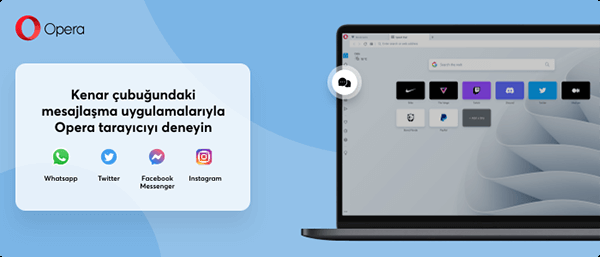 Opera
Kenar çubuğundaki
mesajlaşma uygulamalarıyla
Opera tarayıcıyı deneyin
Whatsapp
Twitter
Facebook
Messenger
Instagram